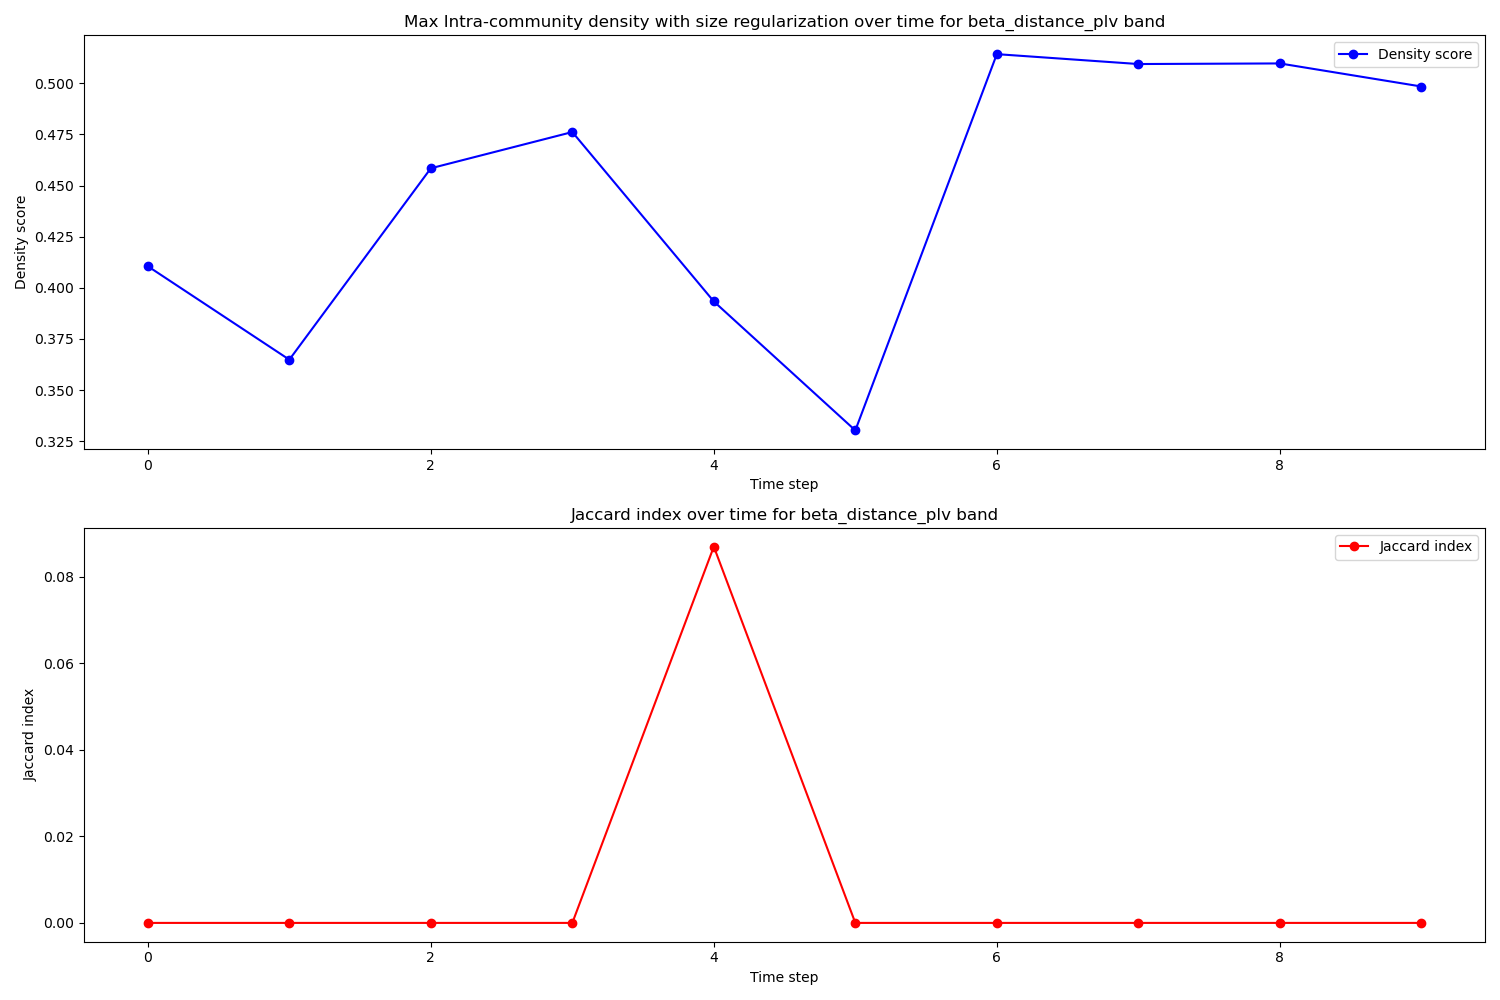 Max Intra-community density with size regularization over time for beta_distance_plv band
Density score
0.500
0.475
0.450
0.425
0.400
0.375
0.350
0.325
Density score
0
2
4
6
8
Time step
Jaccard index over time for beta_distance_plv band
Jaccard index
0.08
0.06
0.04
0.02
0.00
Jaccard index
0
2
4
6
8
Time step